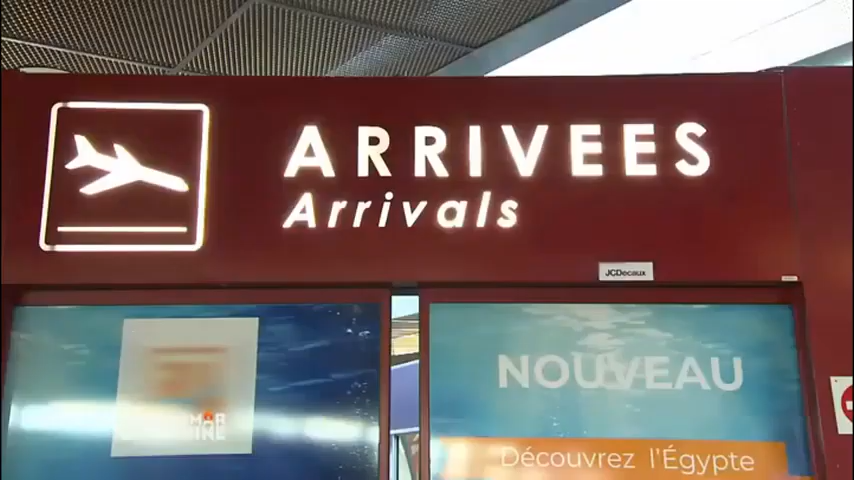 ARRIVEES
Arrivals
JCDecaux
NOUVEAU
Découvrez l'Égypte